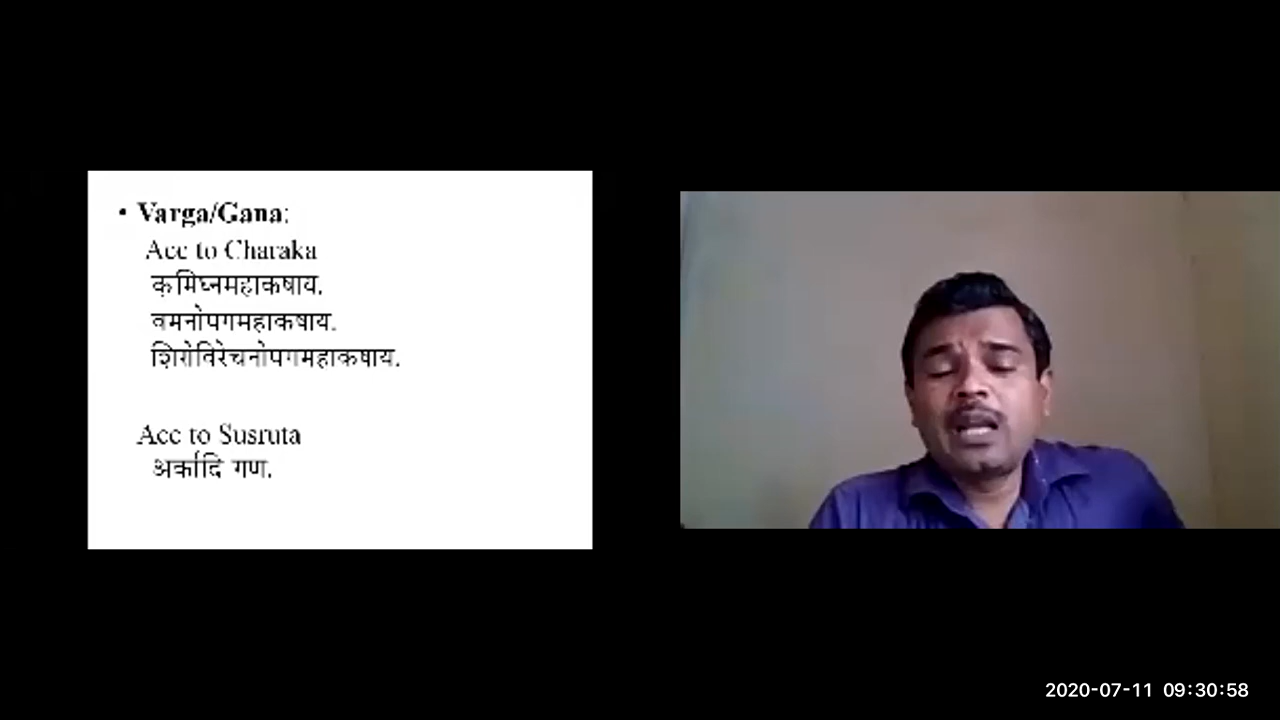 • Varga/Gana:
Acc to Charaka
क्रमिघ्नमहाकषाय.
वमनोपगमहाकषाय.
शिरोविरेचनोपगमहाकषाय.
Acc to Susruta
अर्कादि गण.
2020-07-11 09:30:58